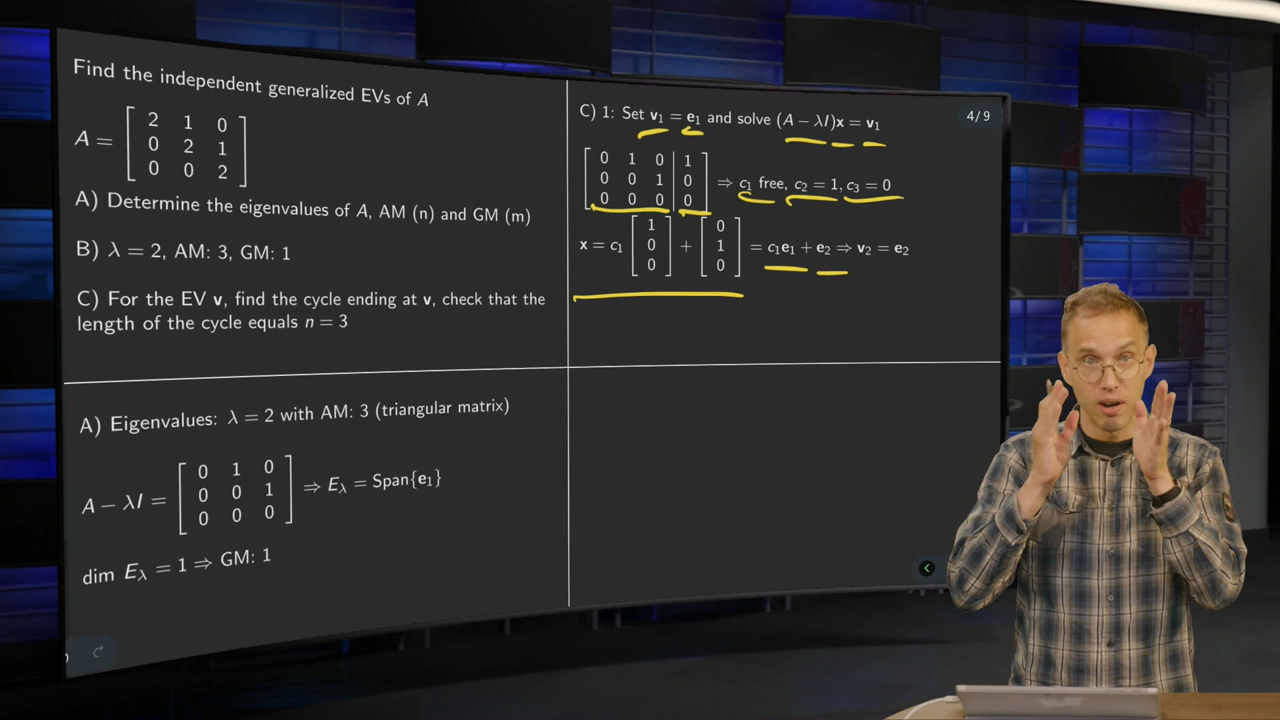 Find the independent generalized EVs of A
A = [ 2 1 0
0 2 1
0 0 2 ]
A) Determine the eigenvalues of A, AM (n) and GM (m)
B) λ = 2, AM: 3, GM: 1
C) For the EV v, find the cycle ending at v, check that the
length of the cycle equals n = 3
A) Eigenvalues: λ = 2 with AM: 3 (triangular matrix)
A − λI = [ 0 1 0
0 0 1
0 0 0 ] ⇒ E_λ = Span{e₁}
dim E_λ = 1 ⇒ GM: 1
C) 1: Set v₁ = e₁ and solve (A − λI)x = v₁
4/9
[ 0 1 0 | 1
0 0 1 | 0
0 0 0 | 0 ] ⇒ c₁ free, c₂ = 1, c₃ = 0
x = c₁ [ 1 0 0 ] + [ 0 1 0 ] = c₁e₁ + e₂ ⇒ v₂ = e₂